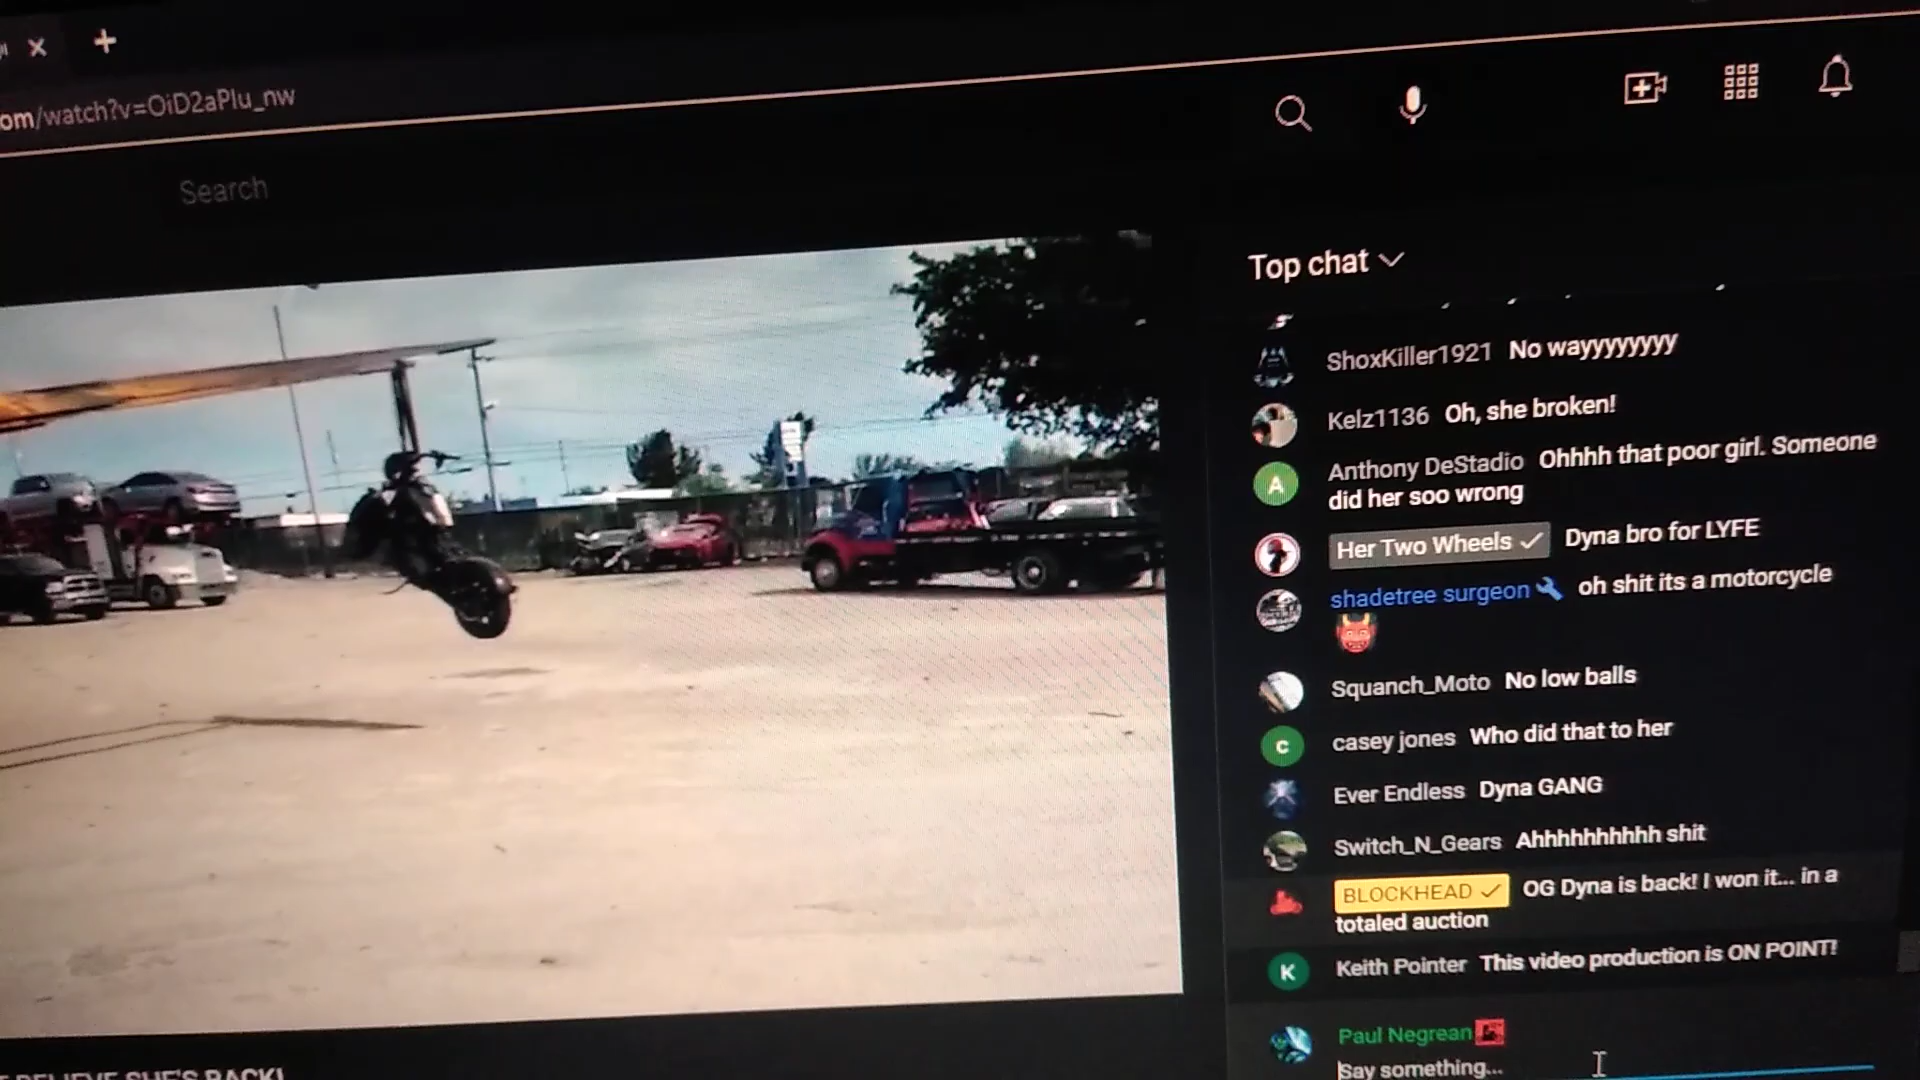 om/watch?v=OiD2aPlu_nw
Search
Top chat
ShoxKiller1921 No wayyyyyyyy
Kelz1136 Oh, she broken!
Anthony DeStadio Ohhhh that poor girl. Someone
did her soo wrong
Her Two Wheels Dyna bro for LYFE
shadetree surgeon oh shit its a motorcycle
Squanch_Moto No low balls
casey jones Who did that to her
Ever Endless Dyna GANG
Switch_N_Gears Ahhhhhhhhhh shit
BLOCKHEAD OG Dyna is back! I won it... in a
totaled auction
Keith Pointer This video production is ON POINT!
Paul Negrean
Say something...
BELIEVE SHE'S BACK!